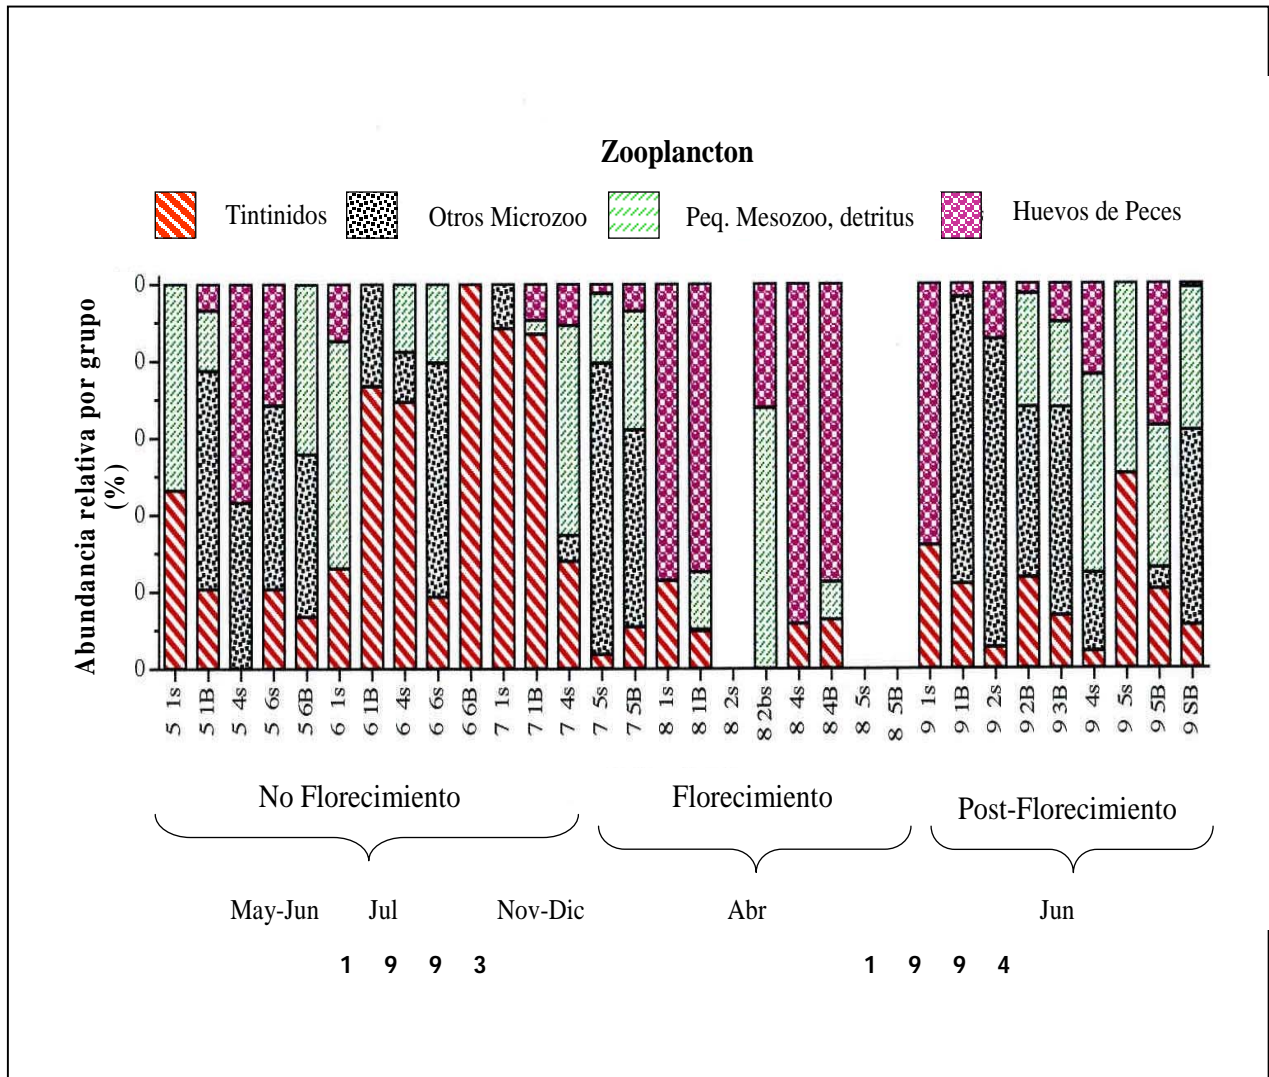 Zooplancton
Tintinidos
Otros Microzoo
Peq. Mesozoo, detritus
Huevos de Peces
Abundancia relativa por grupo
(%)
0
0
0
0
0
0
5 1s
5 1B
5 4s
5 6s
5 6B
6 1s
6 1B
6 4s
6 6s
6 6B
7 1s
7 1B
7 4s
7 5s
7 5B
8 1s
8 1B
8 2s
8 2bs
8 4s
8 4B
8 5s
8 5B
9 1s
9 1B
9 2s
9 2B
9 3B
9 4s
9 5s
9 5B
9 SB
No Florecimiento
Florecimiento
Post-Florecimiento
May-Jun
Jul
Nov-Dic
Abr
Jun
1 9 9 3
1 9 9 4